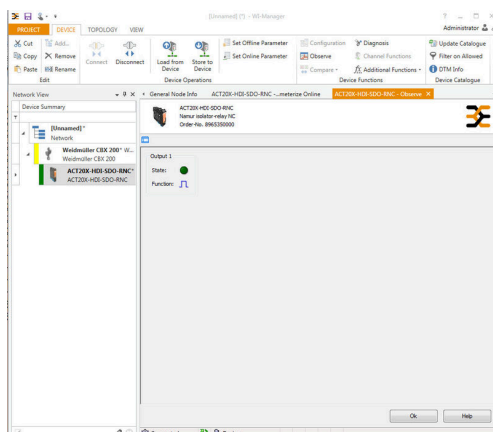 [Unnamed] (*) - WI-Manager
PROJECT DEVICE TOPOLOGY VIEW Administrator
Cut Add...
Copy Remove
Paste Rename
Edit
Connect Disconnect
Load from Device Store to Device
Set Offline Parameter
Set Online Parameter
Device Operations
Configuration Diagnosis
Observe Channel Functions
Compare Additional Functions
Device Functions
Update Catalogue
Filter on Allowed
DTM Info
Device Catalogue
Network View
General Node Info ACT20X-HDI-SDO-RNC -...meterize Online ACT20X-HDI-SDO-RNC - Observe
Device Summary
[Unnamed]*
Network
Weidmüller CBX 200* W...
Weidmüller CBX 200
ACT20X-HDI-SDO-RNC*
ACT20X-HDI-SDO-RNC
ACT20X-HDI-SDO-RNC
Namur isolator-relay NC
Order-No. 8965350000
Output 1
State:
Function:
Ok Help